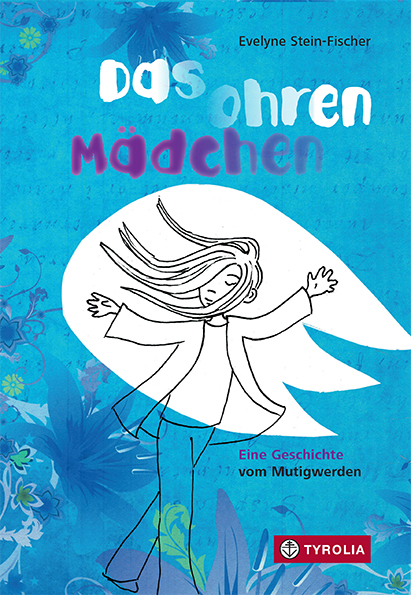 Evelyne Stein-Fischer
Das ohren
Mädchen
Eine Geschichte
vom Mutigwerden
TYROLIA